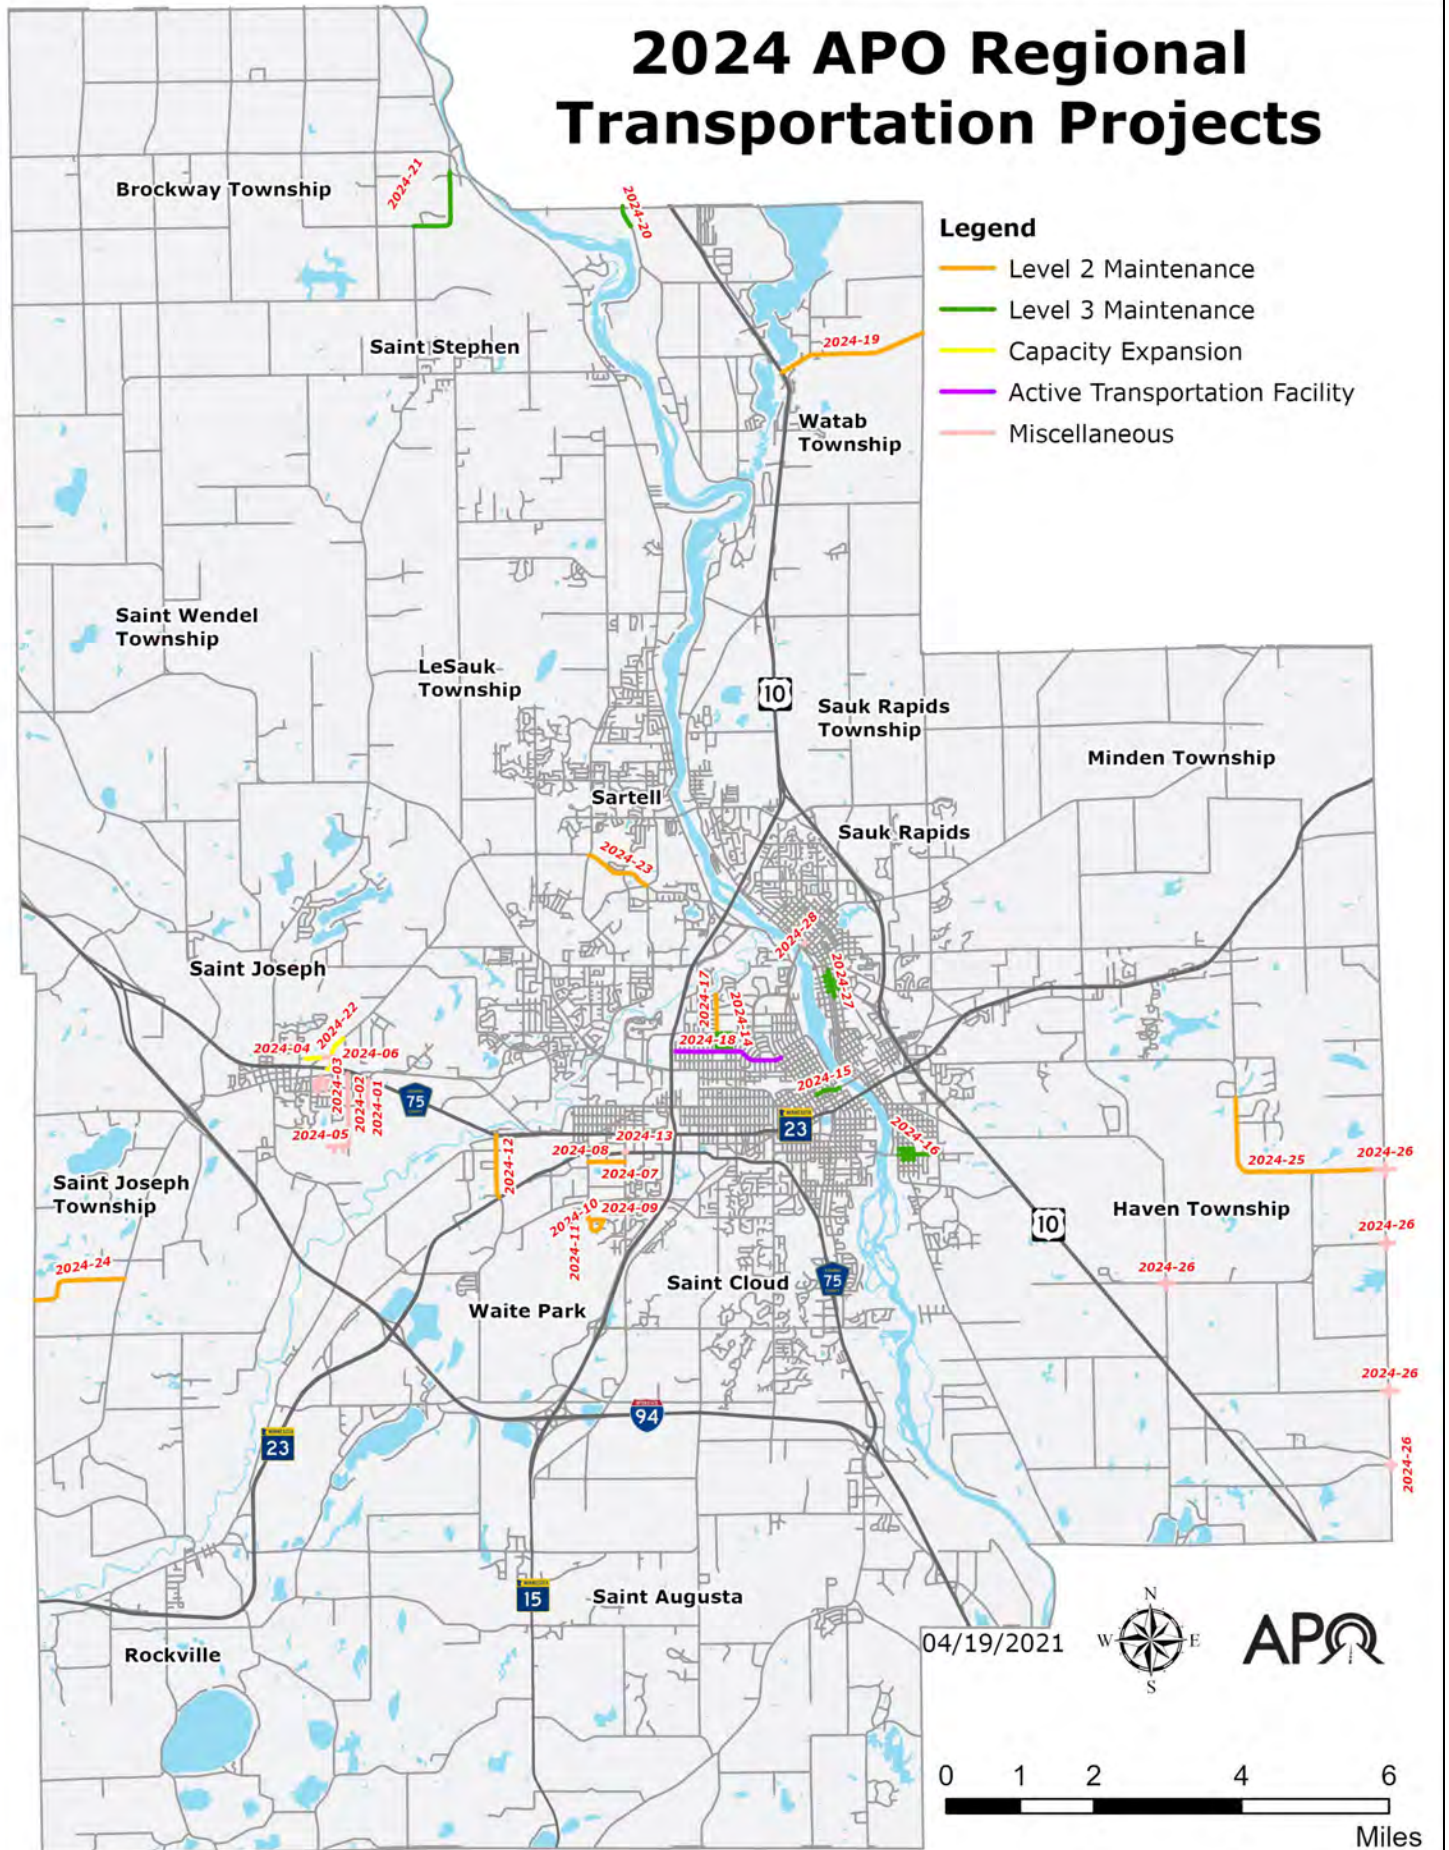 2024 APO Regional
Transportation Projects
Legend
Level 2 Maintenance
Level 3 Maintenance
Capacity Expansion
Active Transportation Facility
Miscellaneous
Brockway Township
2024-21
2024-20
Saint Stephen
2024-19
Watab
Township
Saint Wendel
Township
LeSauk
Township
10
Sauk Rapids
Township
Minden Township
Sartell
Sauk Rapids
2024-23
2024-28
2024-27
Saint Joseph
2024-17
2024-14
2024-18
2024-22
2024-04
2024-06
2024-03
2024-02
2024-01
2024-05
75
2024-15
MINNESOTA
23
2024-16
2024-13
2024-08
2024-12
2024-07
2024-10
2024-09
2024-11
2024-25
2024-26
Saint Joseph
Township
Haven Township
10
2024-26
2024-26
2024-24
Saint Cloud
75
Waite Park
2024-26
94
MINNESOTA
23
2024-26
MINNESOTA
15
Saint Augusta
Rockville
04/19/2021
N
W
E
S
APO
0 1 2 4 6
Miles